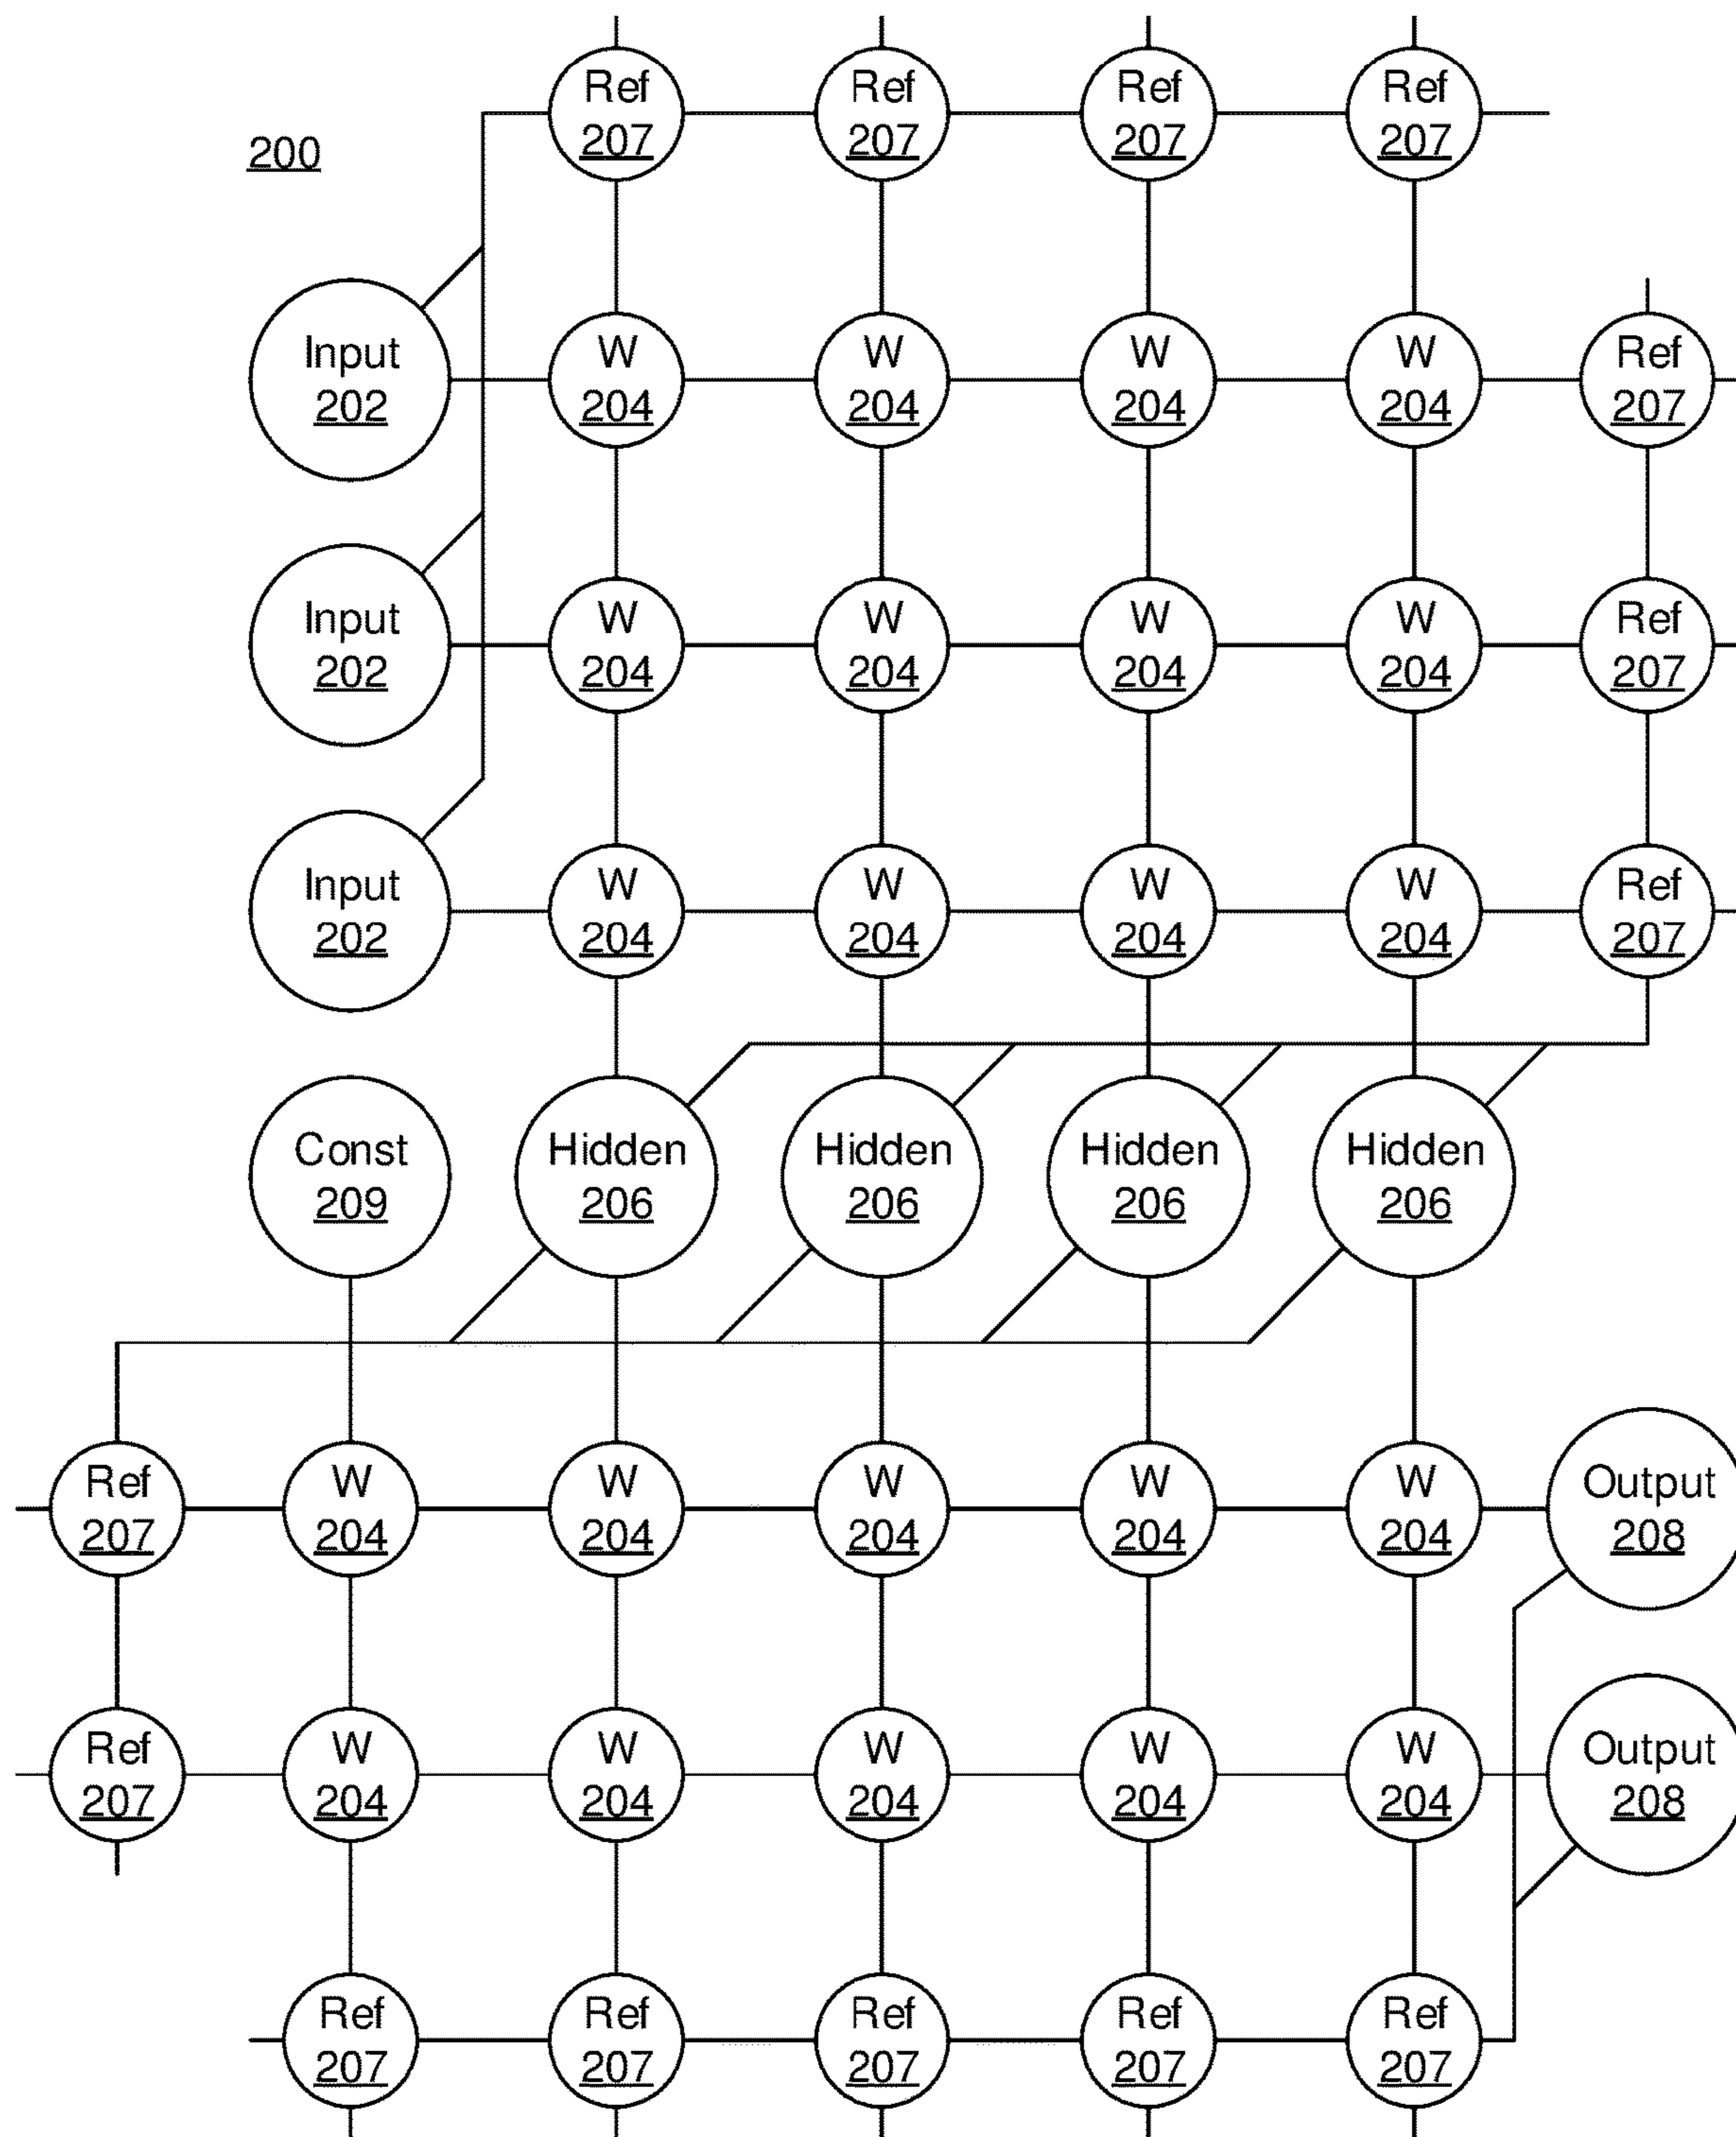 Ref Ref Ref Ref
207 207 207 207
200
Input W W W W Ref
202 204 204 204 204 207
Input W W W W Ref
202 204 204 204 204 207
Input W W W W Ref
202 204 204 204 204 207
Const Hidden Hidden Hidden Hidden
209 206 206 206 206
Ref W W W W W Output
207 204 204 204 204 204 208
Ref W W W W W Output
207 204 204 204 204 204 208
Ref Ref Ref Ref Ref
207 207 207 207 207